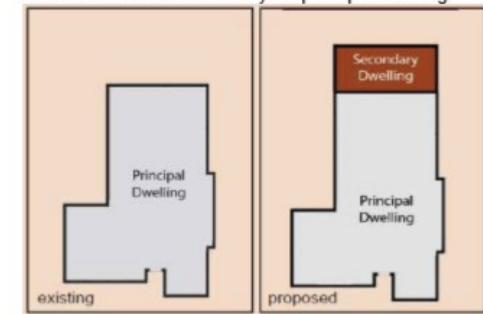 Principal
Dwelling
existing
Secondary
Dwelling
Principal
Dwelling
proposed